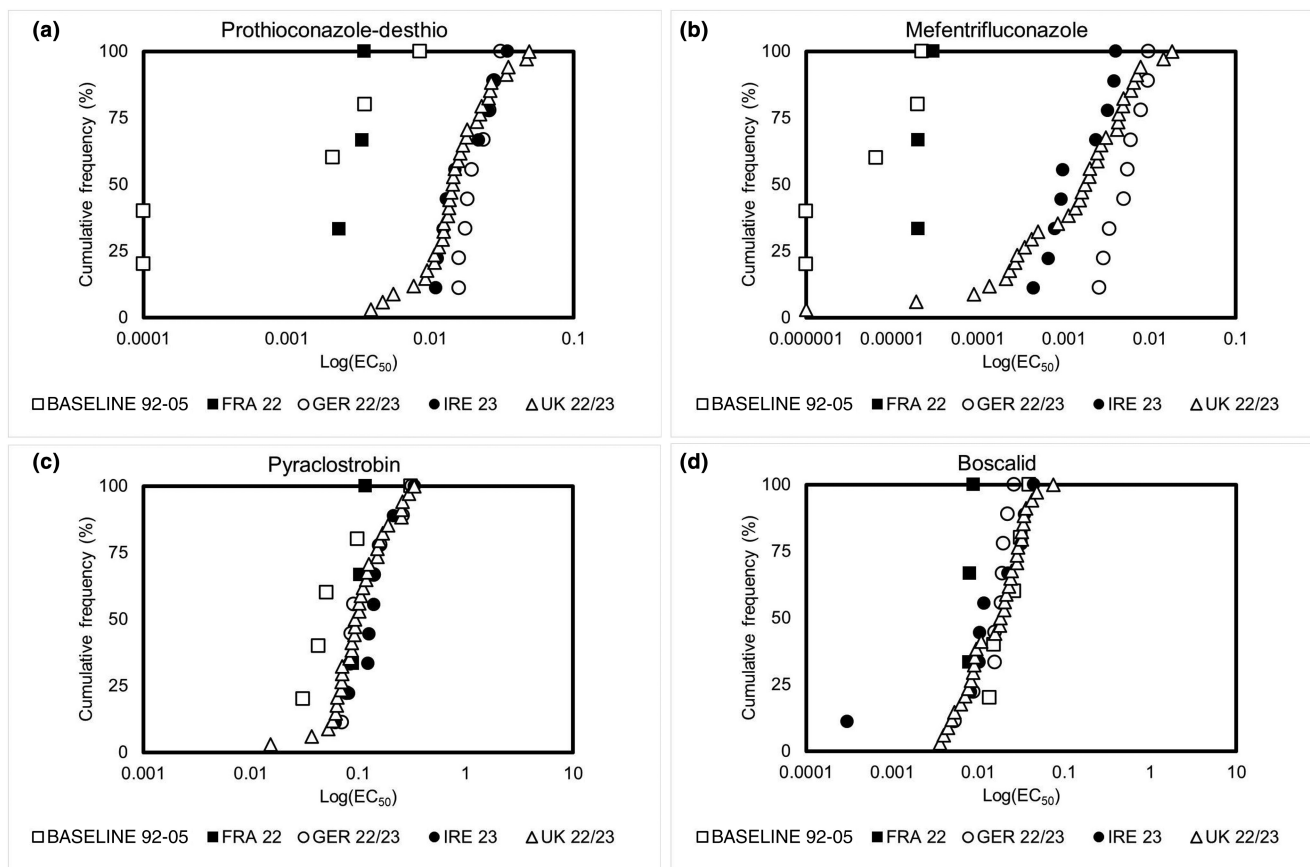 (a)
Prothioconazole-desthio
Cumulative frequency (%)
100
75
50
25
0
0.0001 0.001 0.01 0.1
Log(EC50)
BASELINE 92-05 FRA 22 GER 22/23 IRE 23 UK 22/23
(b)
Mefentrifluconazole
Cumulative frequency (%)
100
75
50
25
0
0.000001 0.00001 0.0001 0.001 0.01 0.1
Log(EC50)
BASELINE 92-05 FRA 22 GER 22/23 IRE 23 UK 22/23
(c)
Pyraclostrobin
Cumulative frequency (%)
100
75
50
25
0
0.001 0.01 0.1 1 10
Log(EC50)
BASELINE 92-05 FRA 22 GER 22/23 IRE 23 UK 22/23
(d)
Boscalid
Cumulative frequency (%)
100
75
50
25
0
0.0001 0.001 0.01 0.1 1 10
Log(EC50)
BASELINE 92-05 FRA 22 GER 22/23 IRE 23 UK 22/23